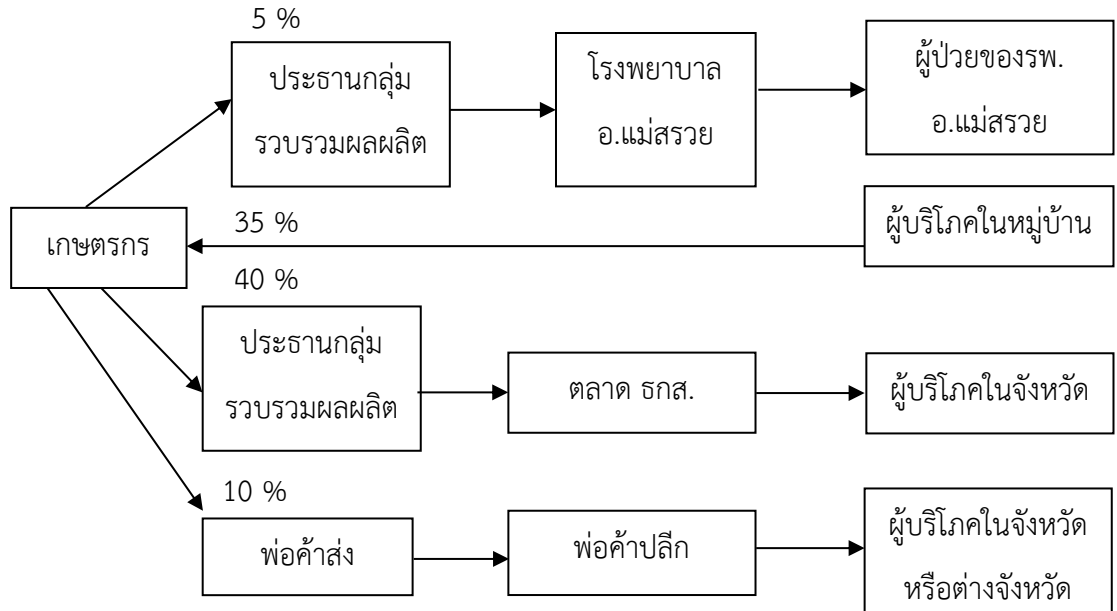 5 %
ประธานกลุ่ม
รวบรวมผลผลิต
โรงพยาบาล
อ.แม่สรวย
ผู้ป่วยของรพ.
อ.แม่สรวย
เกษตรกร
35 %
ผู้บริโภคในหมู่บ้าน
40 %
ประธานกลุ่ม
รวบรวมผลผลิต
ตลาด ธกส.
ผู้บริโภคในจังหวัด
10 %
พ่อค้าส่ง
พ่อค้าปลีก
ผู้บริโภคในจังหวัด
หรือต่างจังหวัด